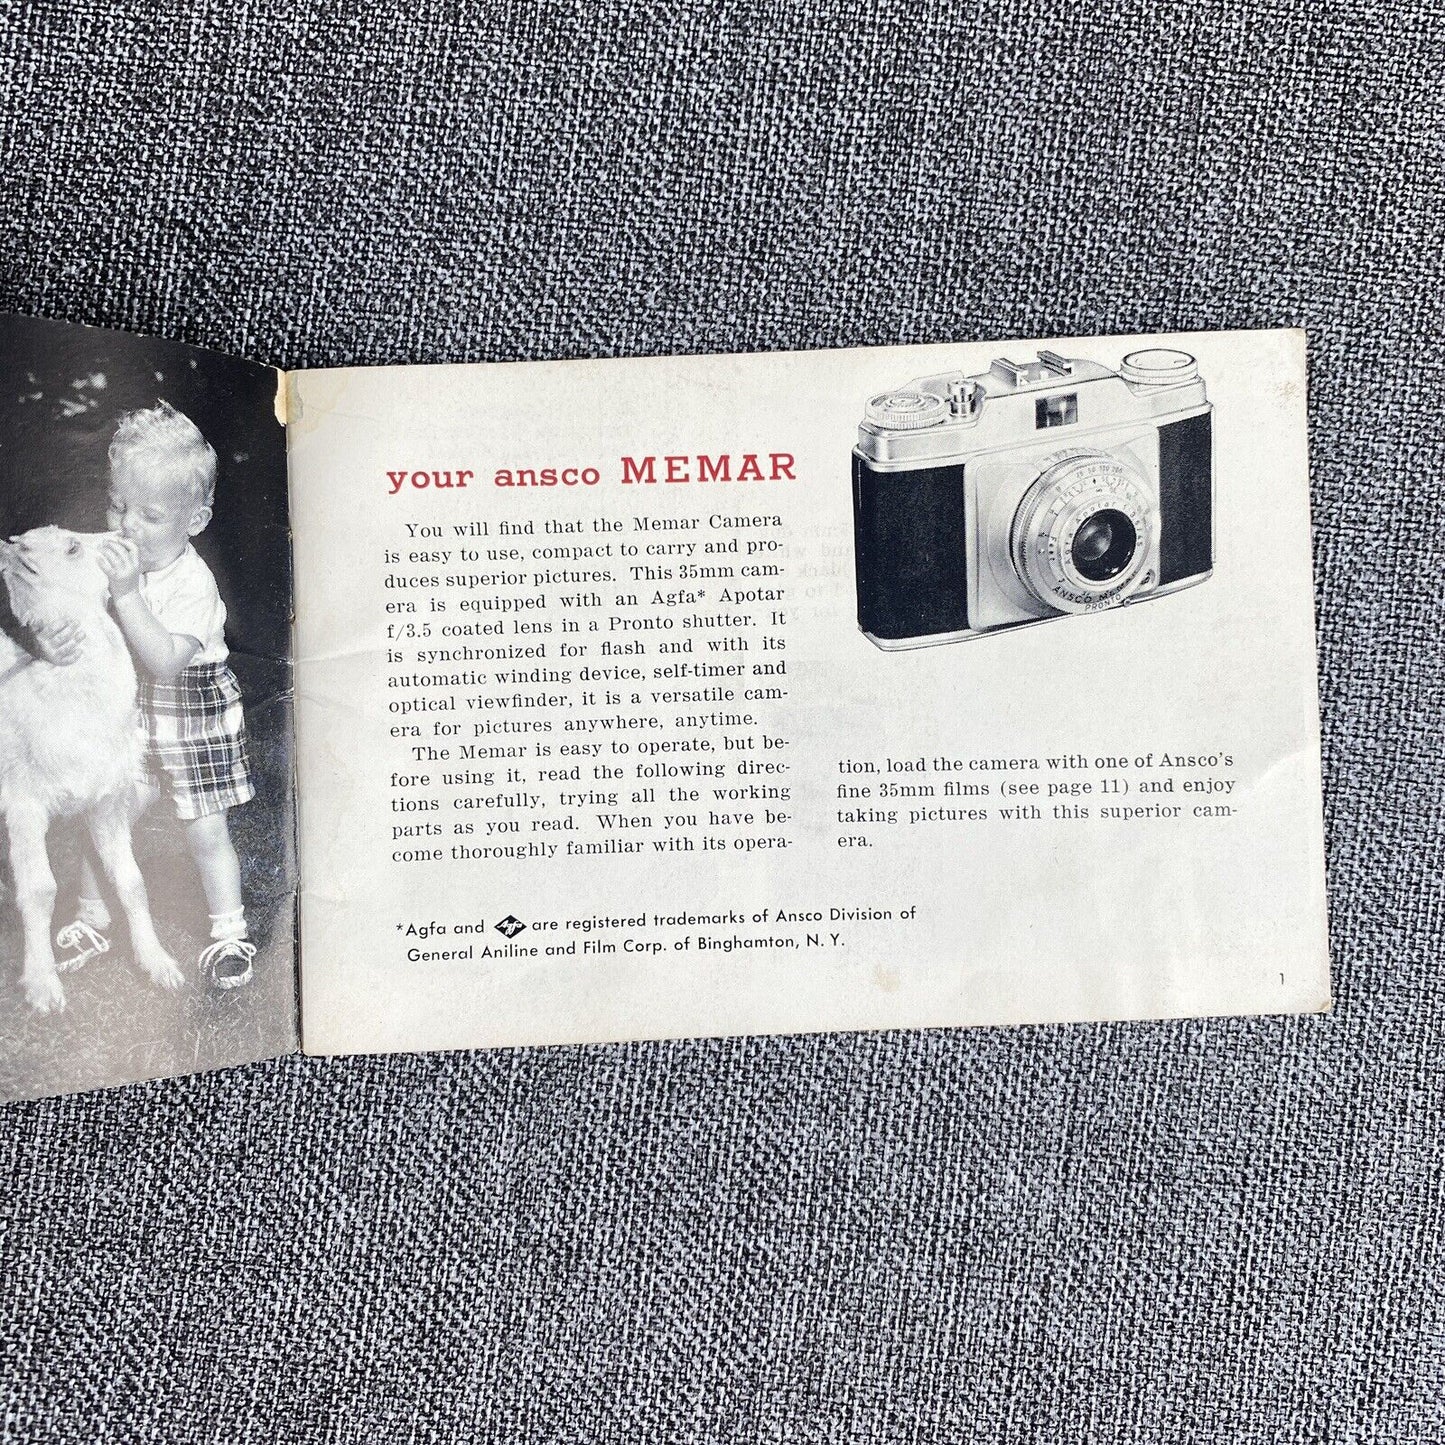 your ansco MEMAR
You will find that the Memar Camera
is easy to use, compact to carry and pro-
duces superior pictures. This 35mm cam-
era is equipped with an Agfa* Apotar
f/3.5 coated lens in a Pronto shutter. It
is synchronized for flash and with its
automatic winding device, self-timer and
optical viewfinder, it is a versatile cam-
era for pictures anywhere, anytime.
The Memar is easy to operate, but be-
fore using it, read the following direc-
tions carefully, trying all the working
parts as you read. When you have be-
come thoroughly familiar with its opera-
tion, load the camera with one of Ansco's
fine 35mm films (see page 11) and enjoy
taking pictures with this superior cam-
era.
*Agfa and Agfa are registered trademarks of Ansco Division of
General Aniline and Film Corp. of Binghamton, N. Y.
1
Agfa Apotar
ANSCO
PRONTO